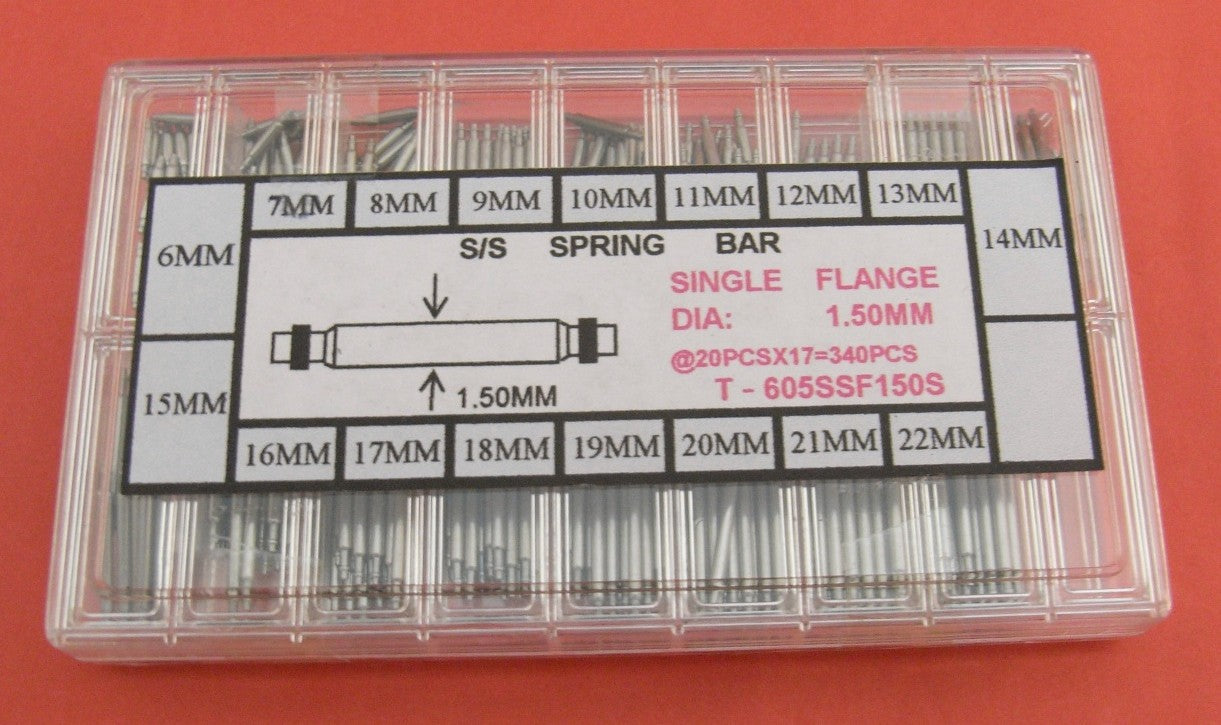 6MM 7MM 8MM 9MM 10MM 11MM 12MM 13MM 14MM
S/S SPRING BAR
SINGLE FLANGE
DIA: 1.50MM
@20PCSX17=340PCS
T - 605SSF150S
1.50MM
15MM 16MM 17MM 18MM 19MM 20MM 21MM 22MM